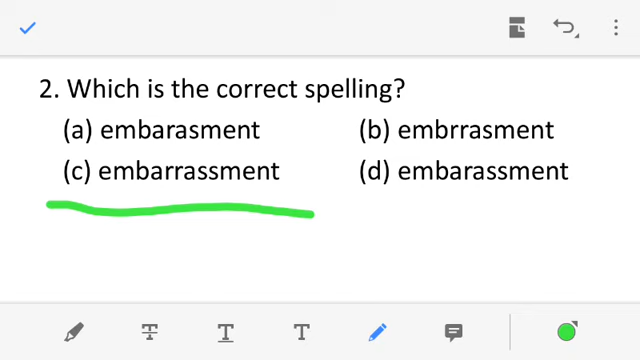 2. Which is the correct spelling?
(a) embarasment (b) embrrasment
(c) embarrassment (d) embarassment
T T T